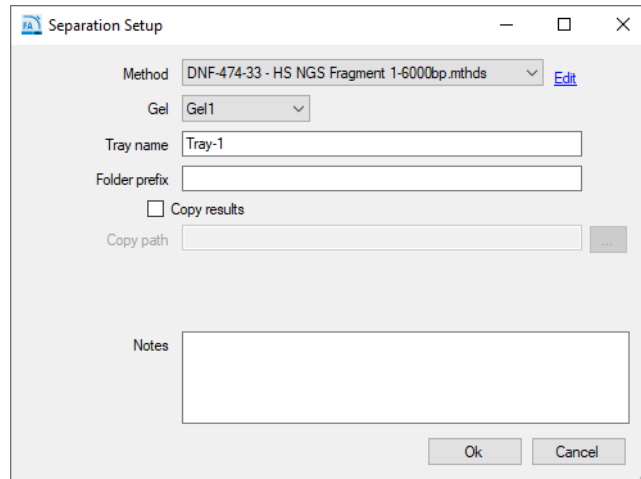 FA Separation Setup
Method DNF-474-33 - HS NGS Fragment 1-6000bp.mthds Edit
Gel Gel1
Tray name Tray-1
Folder prefix
Copy results
Copy path ...
Notes
Ok Cancel